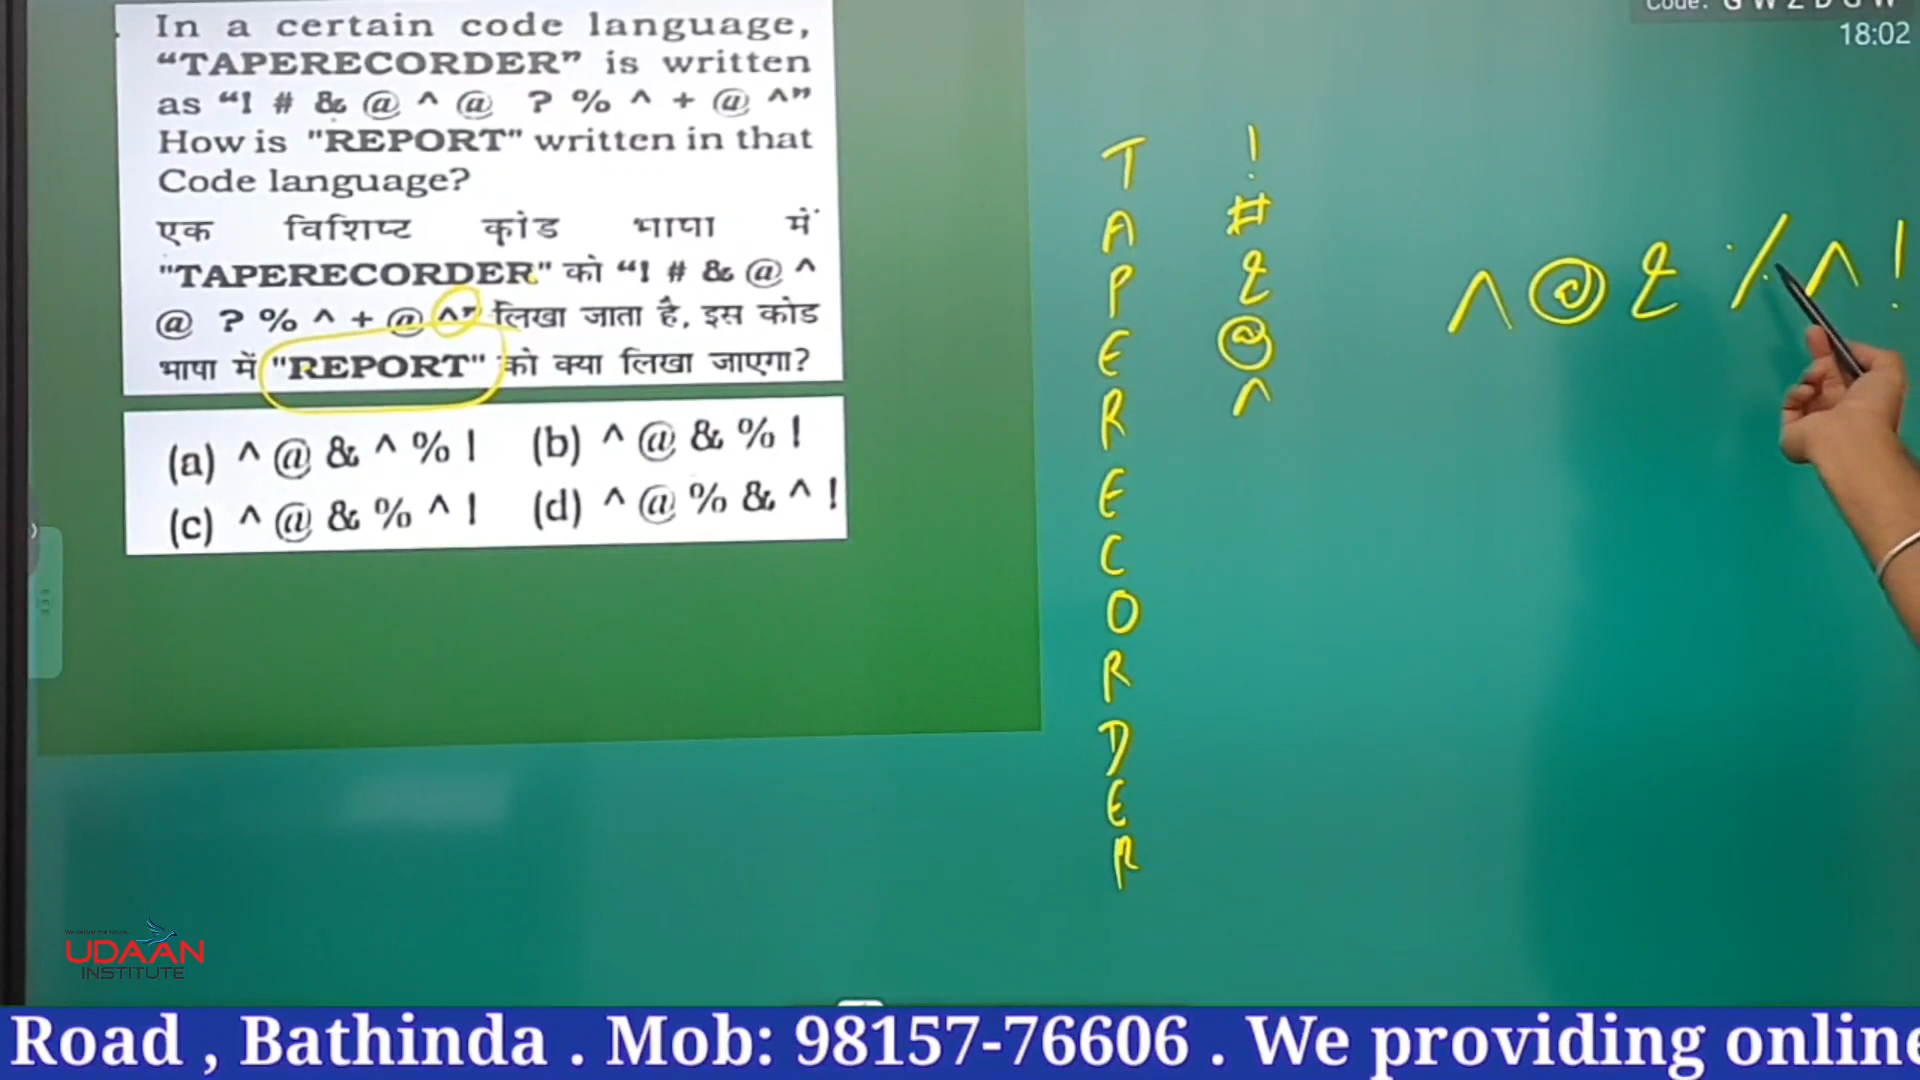 Code: G W Z D G W
18:02
In a certain code language,
“TAPERECORDER” is written
as “! # & @ ^ @ ? % ^ + @ ^”
How is "REPORT" written in that
Code language?
एक विशिष्ट कोड भाषा में
"TAPERECORDER" को “! # & @ ^
@ ? % ^ + @ ^” लिखा जाता है, इस कोड
भाषा में "REPORT" को क्या लिखा जाएगा?
(a) ^ @ & ^ % ! (b) ^ @ & % !
(c) ^ @ & % ^ ! (d) ^ @ % & ^ !
T !
A #
P &
E @
R ^
E
C
O
R
D
E
R
^ @ & % ^ !
UDAAN
INSTITUTE
Road , Bathinda . Mob: 98157-76606 . We providing online